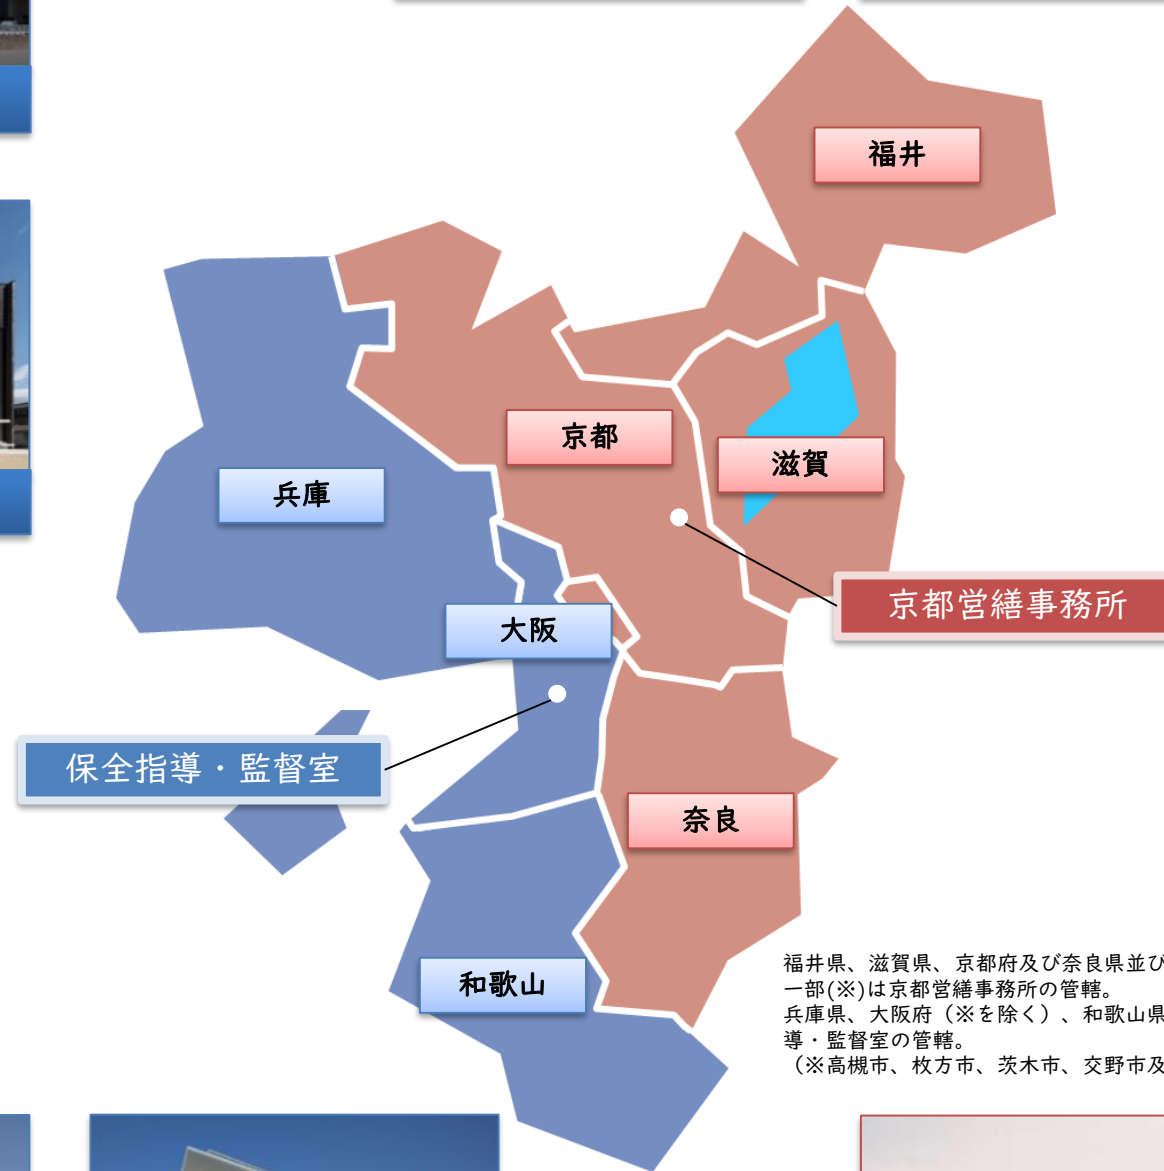 福井
京都
滋賀
兵庫
京都営繕事務所
大阪
保全指導・監督室
奈良
和歌山
福井県、滋賀県、京都府及び奈良県並び
一部(※)は京都営繕事務所の管轄。
兵庫県、大阪府（※を除く）、和歌山県
導・監督室の管轄。
（※高槻市、枚方市、茨木市、交野市及